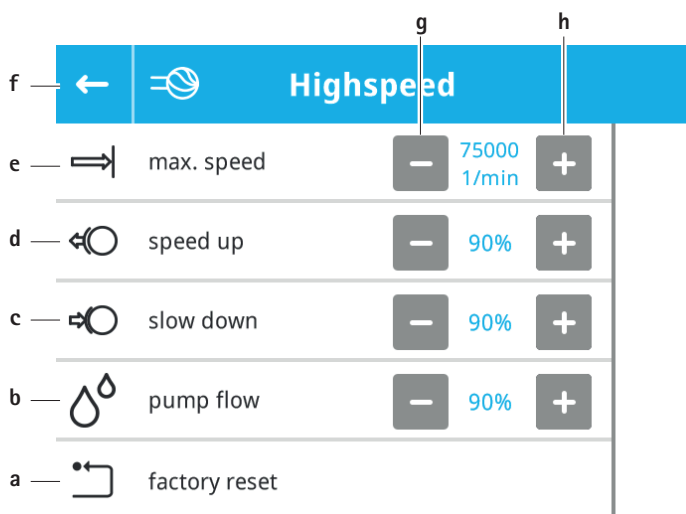 g h
f Highspeed
e max. speed − 75000 +
1/min
d speed up − 90% +
c slow down − 90% +
b pump flow − 90% +
a factory reset